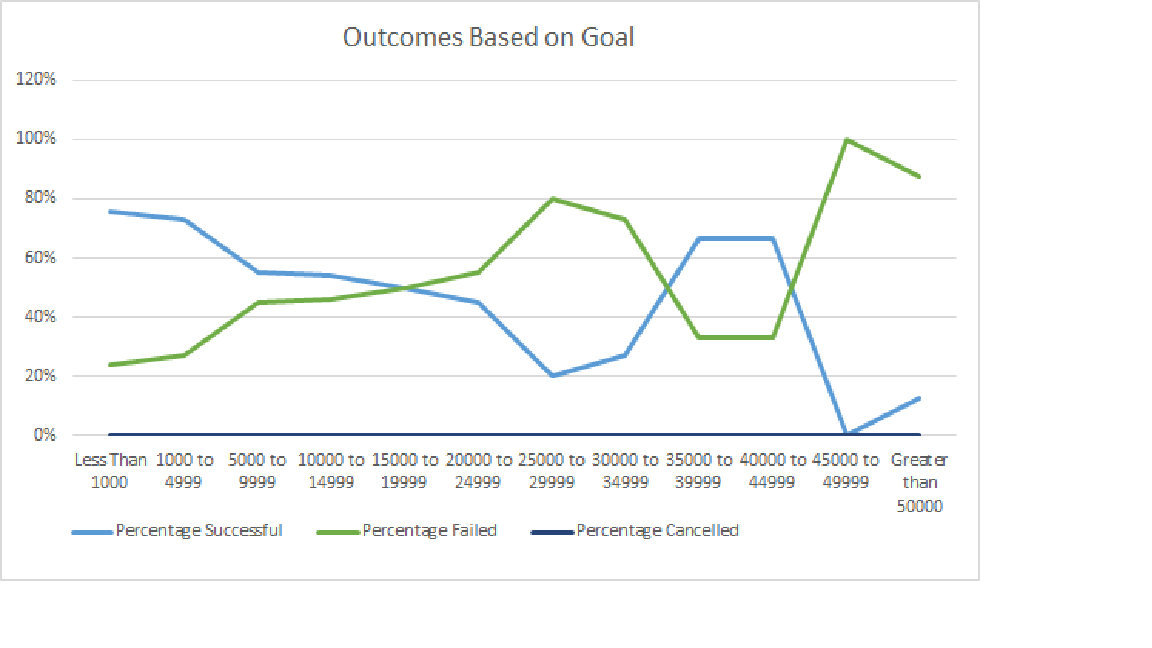 Outcomes Based on Goal
120%
100%
80%
60%
40%
20%
0%
Less Than 1000 to 5000 to 10000 to 15000 to 20000 to 25000 to 30000 to 35000 to 40000 to 45000 to Greater
1000 4999 9999 14999 19999 24999 29999 34999 39999 44999 49999 than
50000
Percentage Successful Percentage Failed Percentage Cancelled